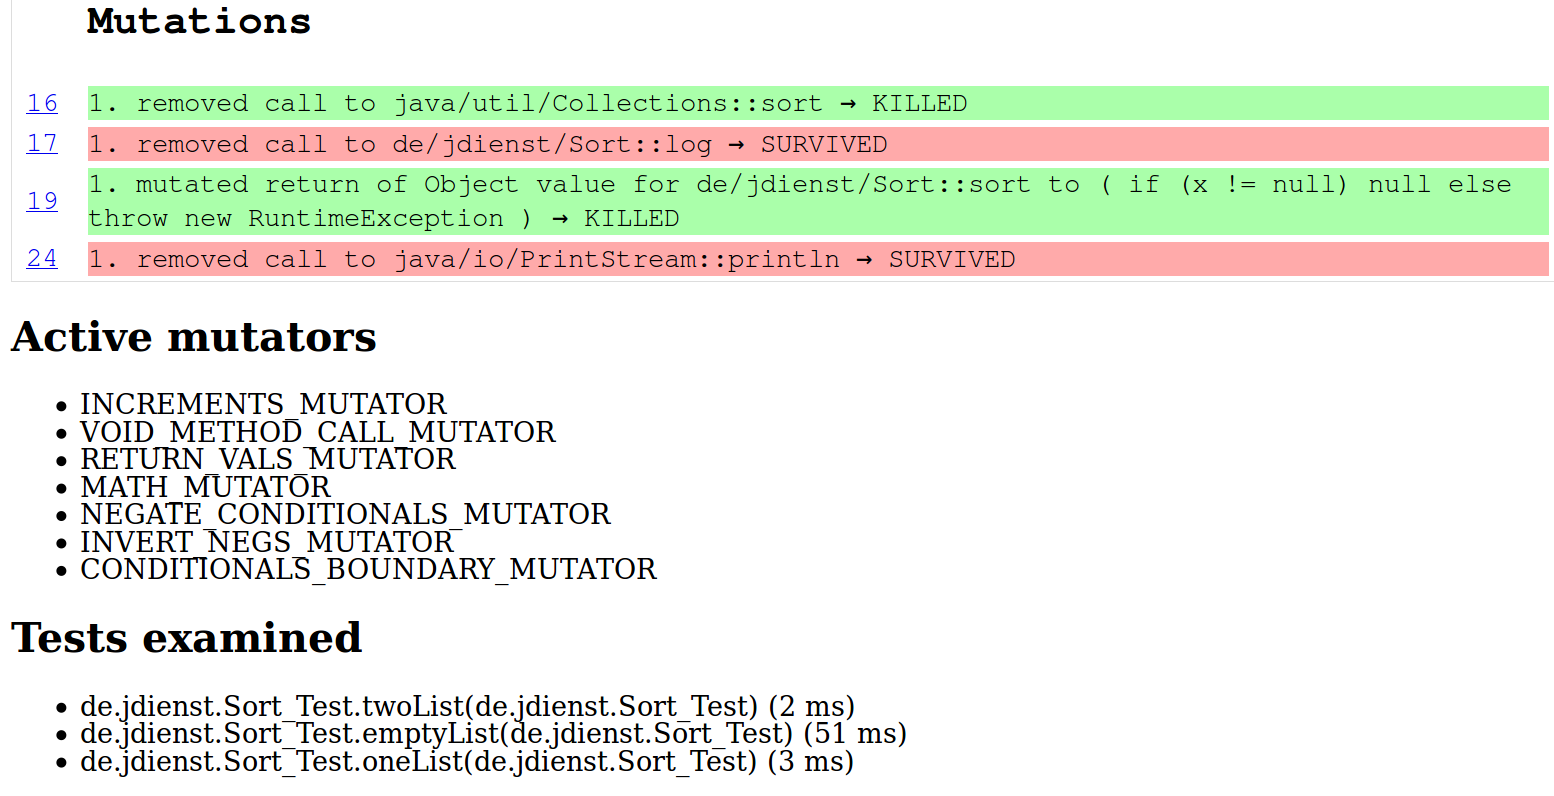 Mutations
16 1. removed call to java/util/Collections::sort → KILLED
17 1. removed call to de/jdienst/Sort::log → SURVIVED
19 1. mutated return of Object value for de/jdienst/Sort::sort to ( if (x != null) null else
throw new RuntimeException ) → KILLED
24 1. removed call to java/io/PrintStream::println → SURVIVED
Active mutators
• INCREMENTS_MUTATOR
• VOID_METHOD_CALL_MUTATOR
• RETURN_VALS_MUTATOR
• MATH_MUTATOR
• NEGATE_CONDITIONALS_MUTATOR
• INVERT_NEGS_MUTATOR
• CONDITIONALS_BOUNDARY_MUTATOR
Tests examined
• de.jdienst.Sort_Test.twoList(de.jdienst.Sort_Test) (2 ms)
• de.jdienst.Sort_Test.emptyList(de.jdienst.Sort_Test) (51 ms)
• de.jdienst.Sort_Test.oneList(de.jdienst.Sort_Test) (3 ms)